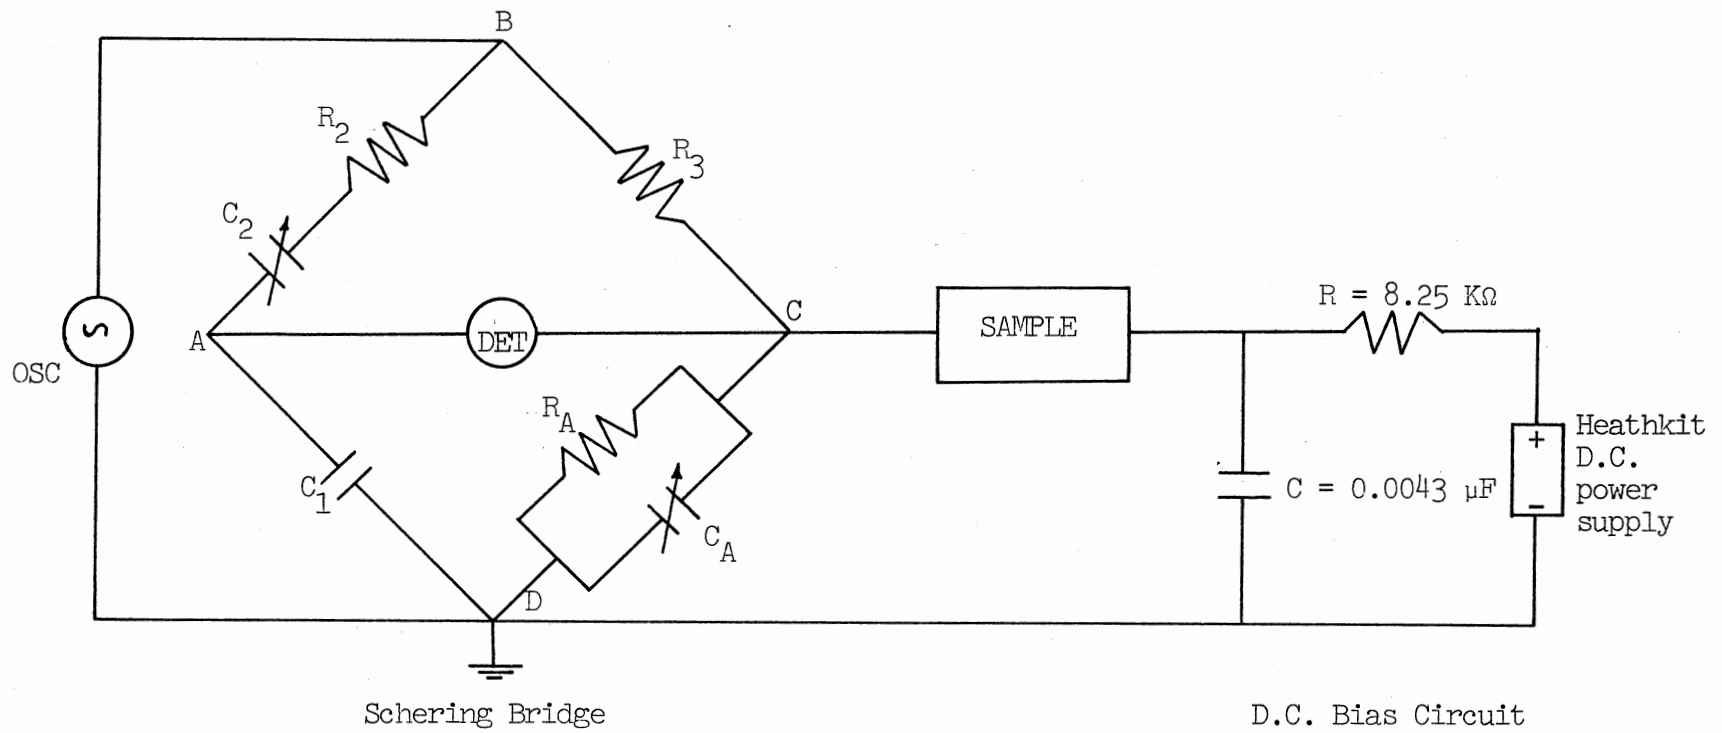 B
R2
R3
C2
C
R = 8.25 KΩ
A
DET
SAMPLE
OSC
RA
Heathkit
+
D.C.
C1
C = 0.0043 µF
power
-
supply
CA
D
Schering Bridge
D.C. Bias Circuit